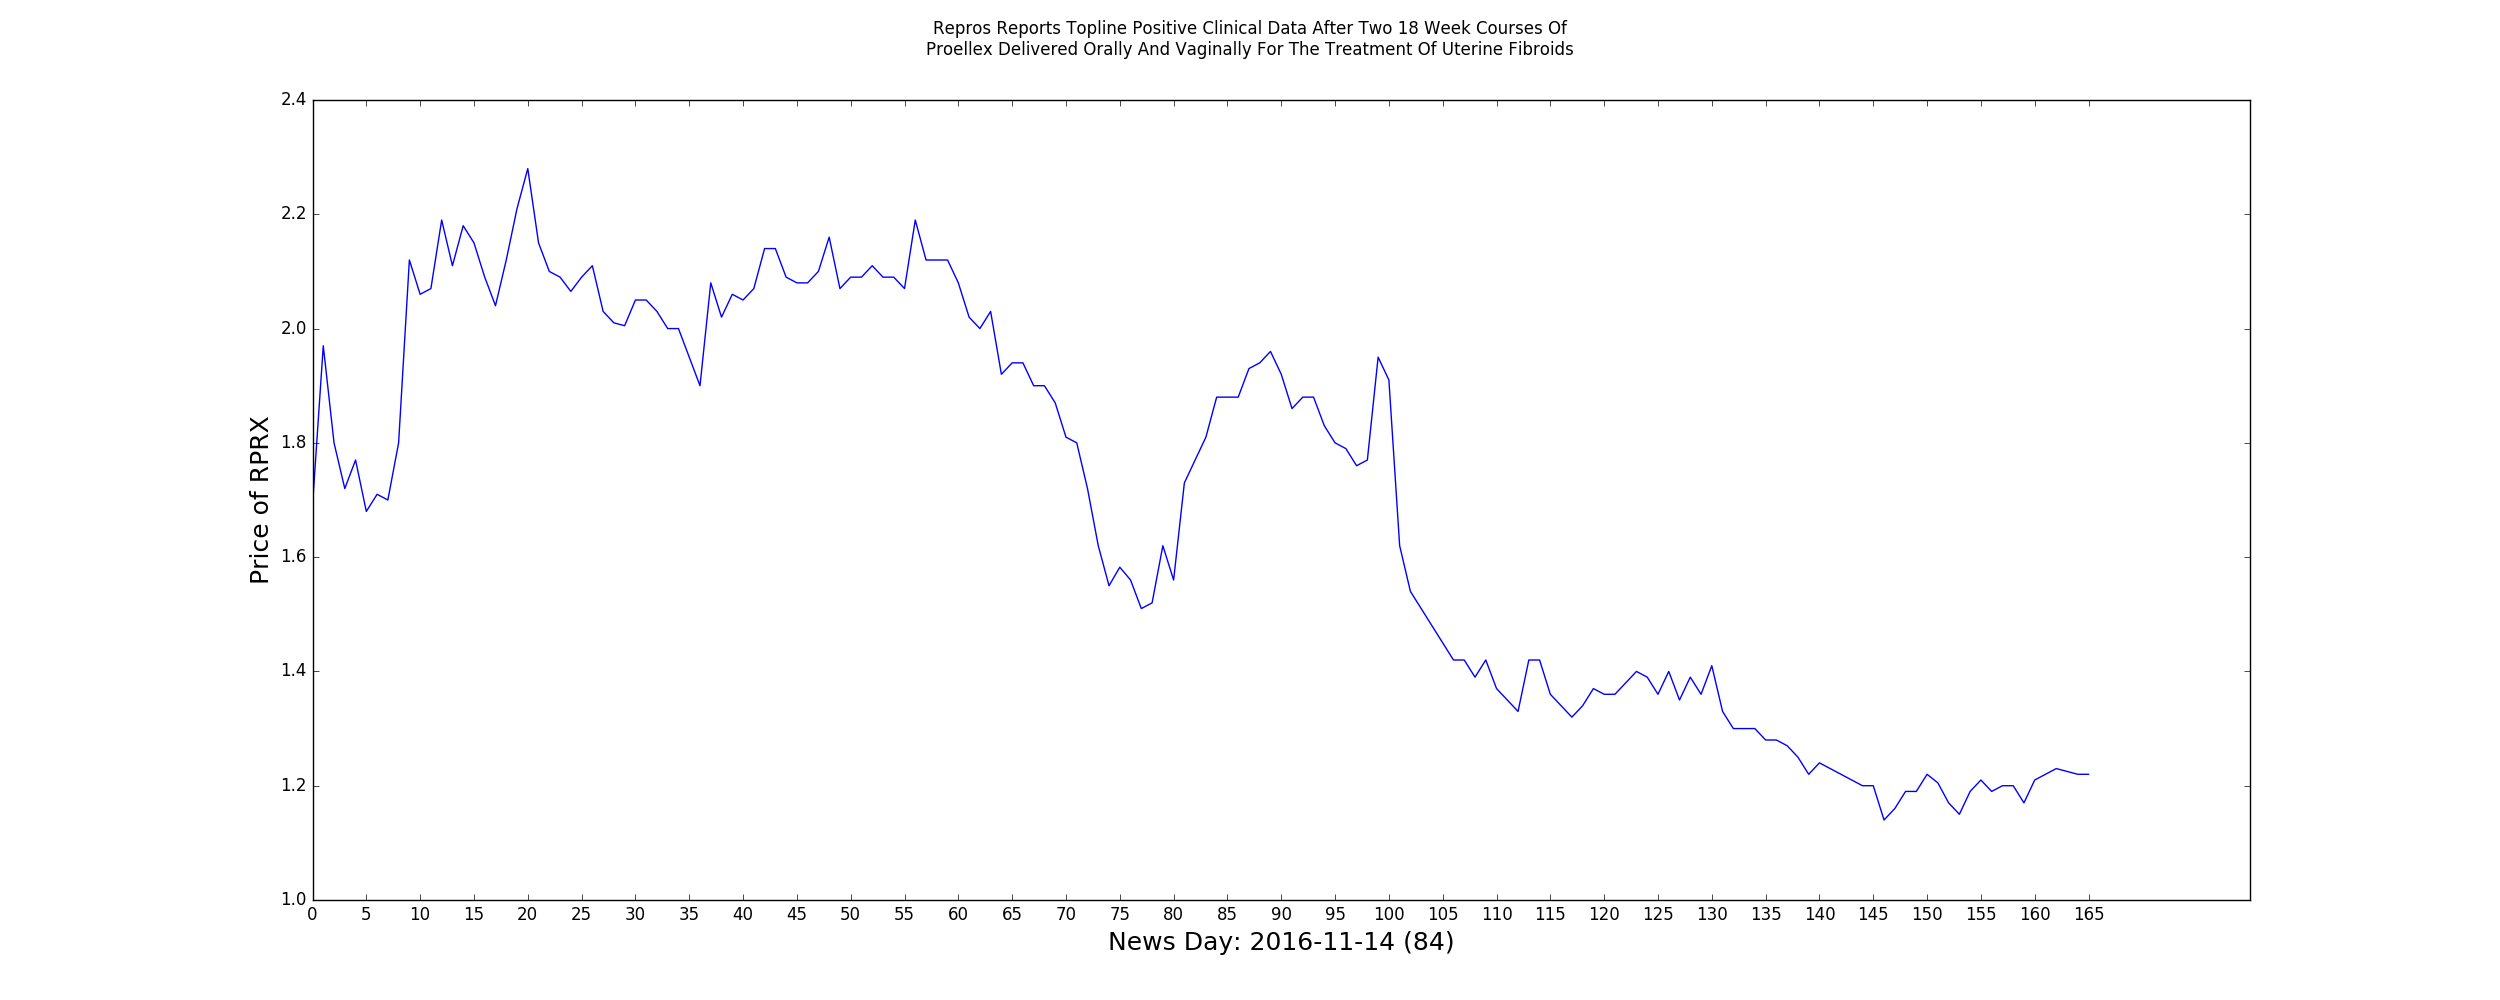 Repros Reports Topline Positive Clinical Data After Two 18 Week Courses Of
Proellex Delivered Orally And Vaginally For The Treatment Of Uterine Fibroids
2.4
2.2
2.0
1.8
1.6
1.4
1.2
1.0
Price of RPRX
0 5 10 15 20 25 30 35 40 45 50 55 60 65 70 75 80 85 90 95 100 105 110 115 120 125 130 135 140 145 150 155 160 165
News Day: 2016-11-14 (84)